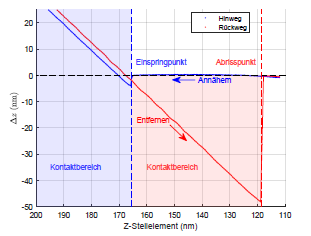 Hinweg
Rückweg
Einspringpunkt
Abrisspunkt
Annähern
Entfernen
Kontaktbereich
Kontaktbereich
Δz (nm)
20
10
0
-10
-20
-30
-40
-50
200 190 180 170 160 150 140 130 120 110
Z-Stellelement (nm)